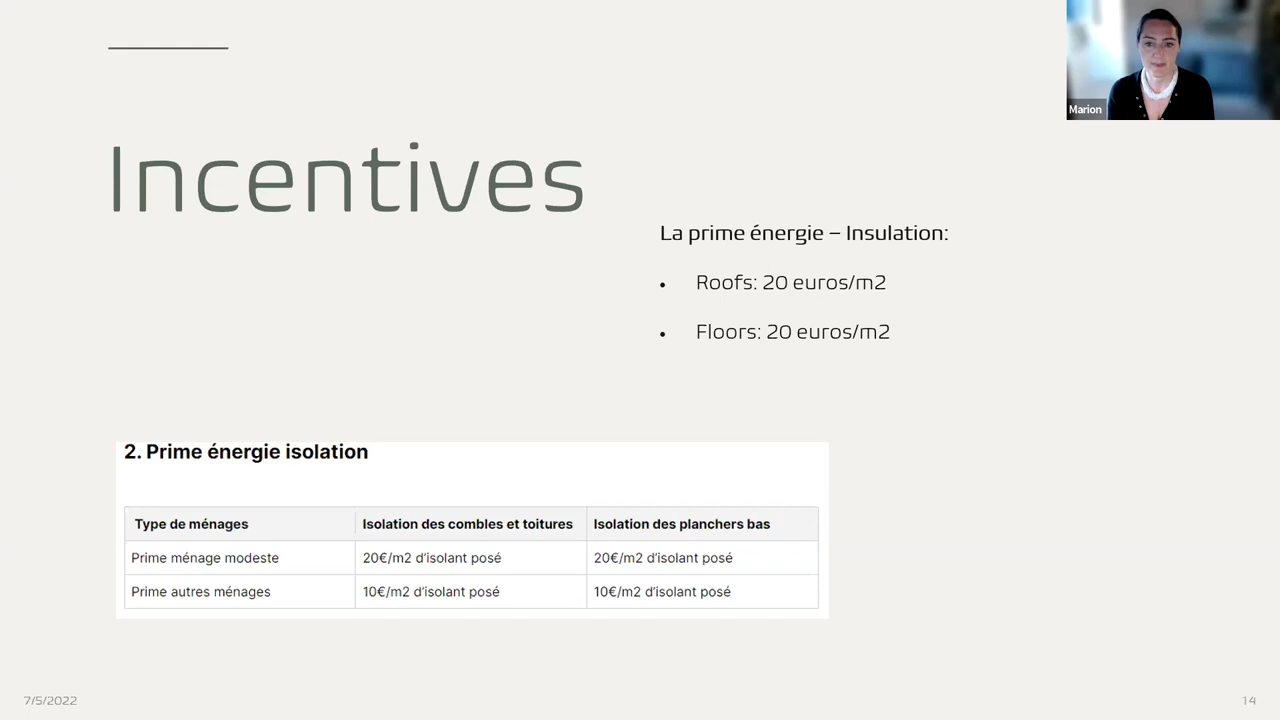 Marion
Incentives
La prime énergie – Insulation:
• Roofs: 20 euros/m2
• Floors: 20 euros/m2
2. Prime énergie isolation
Type de ménages Isolation des combles et toitures Isolation des planchers bas
Prime ménage modeste 20€/m2 d'isolant posé 20€/m2 d'isolant posé
Prime autres ménages 10€/m2 d'isolant posé 10€/m2 d'isolant posé
7/5/2022 14